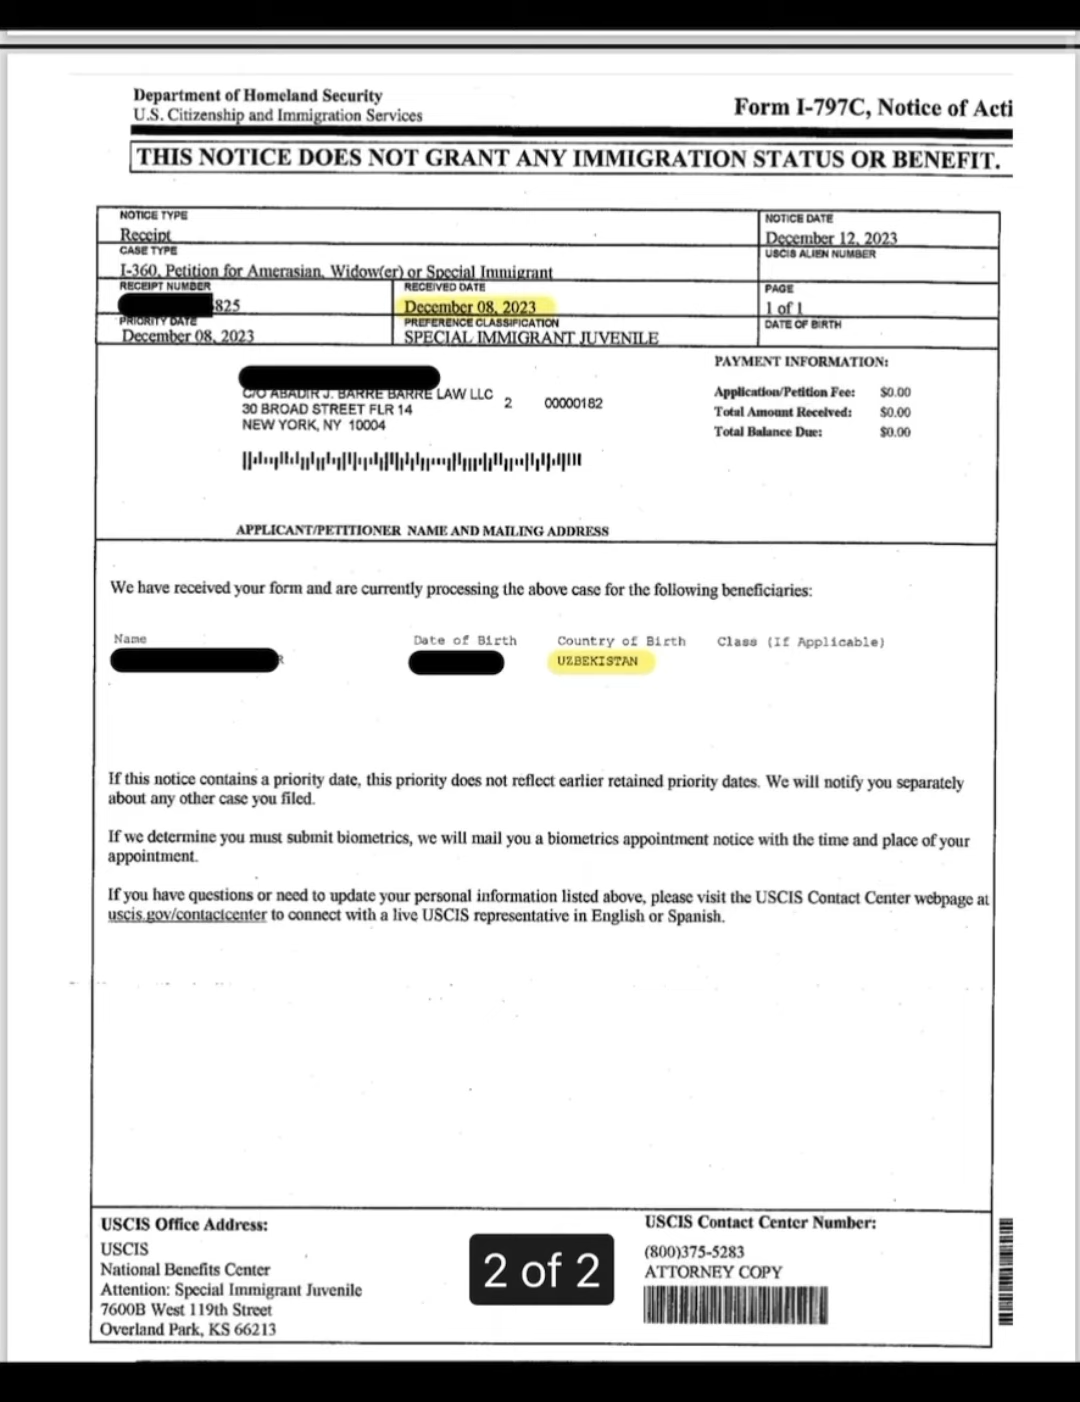 Department of Homeland Security
U.S. Citizenship and Immigration Services
Form I-797C, Notice of Acti
THIS NOTICE DOES NOT GRANT ANY IMMIGRATION STATUS OR BENEFIT.
NOTICE TYPE
Receipt
NOTICE DATE
December 12, 2023
CASE TYPE
I-360, Petition for Amerasian, Widow(er) or Special Immigrant
USCIS ALIEN NUMBER
RECEIPT NUMBER
825
RECEIVED DATE
December 08, 2023
PAGE
1 of 1
PRIORITY DATE
December 08, 2023
PREFERENCE CLASSIFICATION
SPECIAL IMMIGRANT JUVENILE
DATE OF BIRTH
C/O ABADIR J. BARRE BARRE LAW LLC
30 BROAD STREET FLR 14
NEW YORK, NY 10004
2 00000182
PAYMENT INFORMATION:
Application/Petition Fee: $0.00
Total Amount Received: $0.00
Total Balance Due: $0.00
APPLICANT/PETITIONER NAME AND MAILING ADDRESS
We have received your form and are currently processing the above case for the following beneficiaries:
Name Date of Birth Country of Birth Class (If Applicable)
R UZBEKISTAN
If this notice contains a priority date, this priority does not reflect earlier retained priority dates. We will notify you separately
about any other case you filed.
If we determine you must submit biometrics, we will mail you a biometrics appointment notice with the time and place of your
appointment.
If you have questions or need to update your personal information listed above, please visit the USCIS Contact Center webpage at
uscis.gov/contactcenter to connect with a live USCIS representative in English or Spanish.
USCIS Office Address:
USCIS
National Benefits Center
Attention: Special Immigrant Juvenile
7600B West 119th Street
Overland Park, KS 66213
2 of 2
USCIS Contact Center Number:
(800)375-5283
ATTORNEY COPY